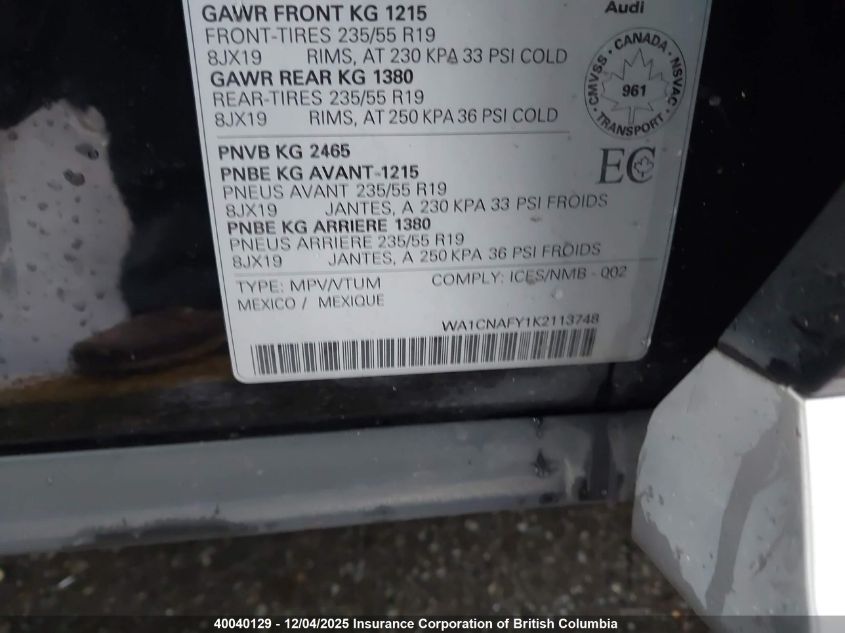 GAWR FRONT KG 1215
Audi
FRONT-TIRES 235/55 R19
8JX19 RIMS, AT 230 KPA 33 PSI COLD
GAWR REAR KG 1380
REAR-TIRES 235/55 R19
8JX19 RIMS, AT 250 KPA 36 PSI COLD
CMVSS • CANADA • NSVAC • TRANSPORT •
961
PNVB KG 2465
EC
PNBE KG AVANT-1215
PNEUS AVANT 235/55 R19
8JX19 JANTES, A 230 KPA 33 PSI FROIDS
PNBE KG ARRIERE 1380
PNEUS ARRIERE 235/55 R19
8JX19 JANTES, A 250 KPA 36 PSI FROIDS
TYPE: MPV/VTUM COMPLY: ICES/NMB - 002
MEXICO / MEXIQUE
WA1CNAFY1K2113748
40040129 - 12/04/2025 Insurance Corporation of British Columbia